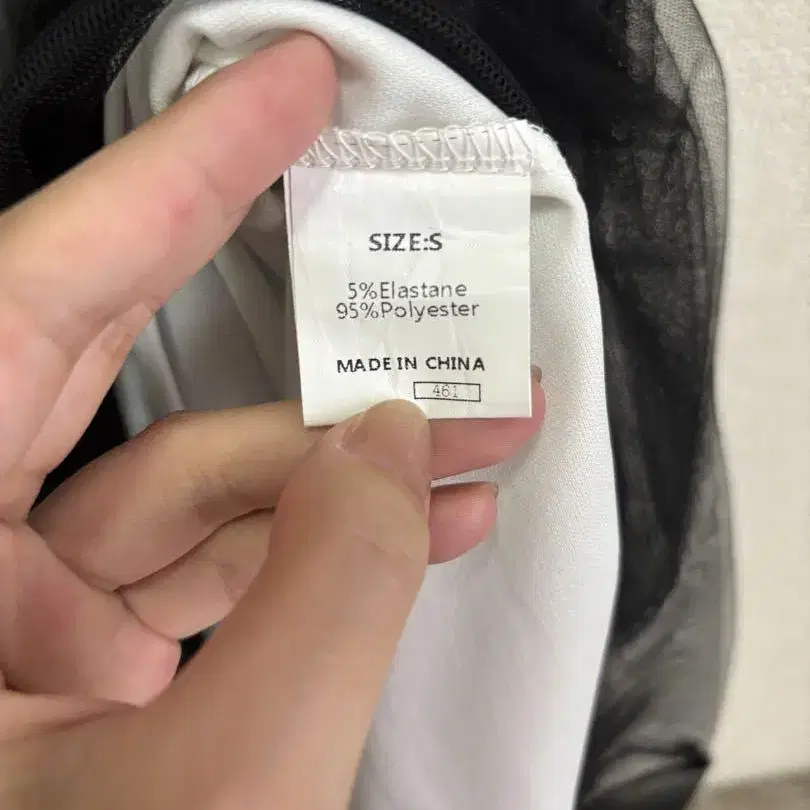 SIZE:S
5%Elastane
95%Polyester
MADE IN CHINA
461